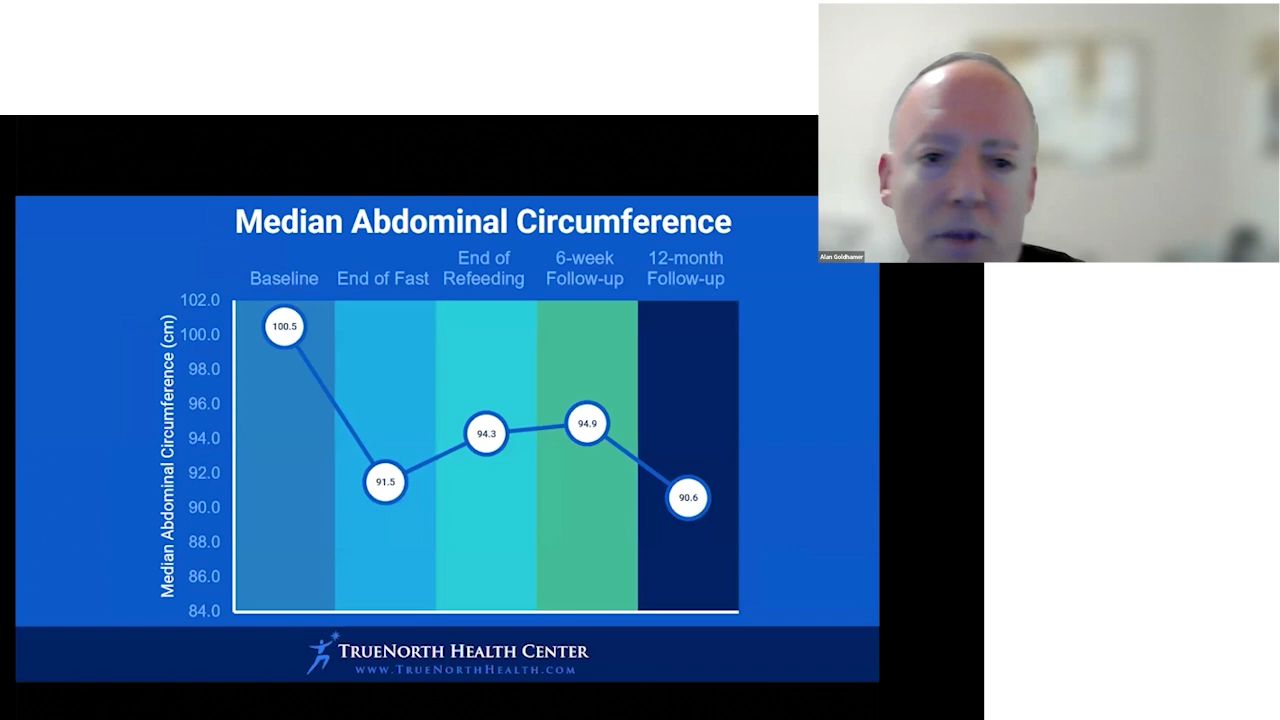 Alan Goldhamer
Median Abdominal Circumference
Baseline
End of Fast
End of
Refeeding
6-week
Follow-up
12-month
Follow-up
Median Abdominal Circumference (cm)
102.0
100.0
98.0
96.0
94.0
92.0
90.0
88.0
86.0
84.0
100.5
91.5
94.3
94.9
90.6
TRUENORTH HEALTH CENTER
WWW.TRUENORTHHEALTH.COM